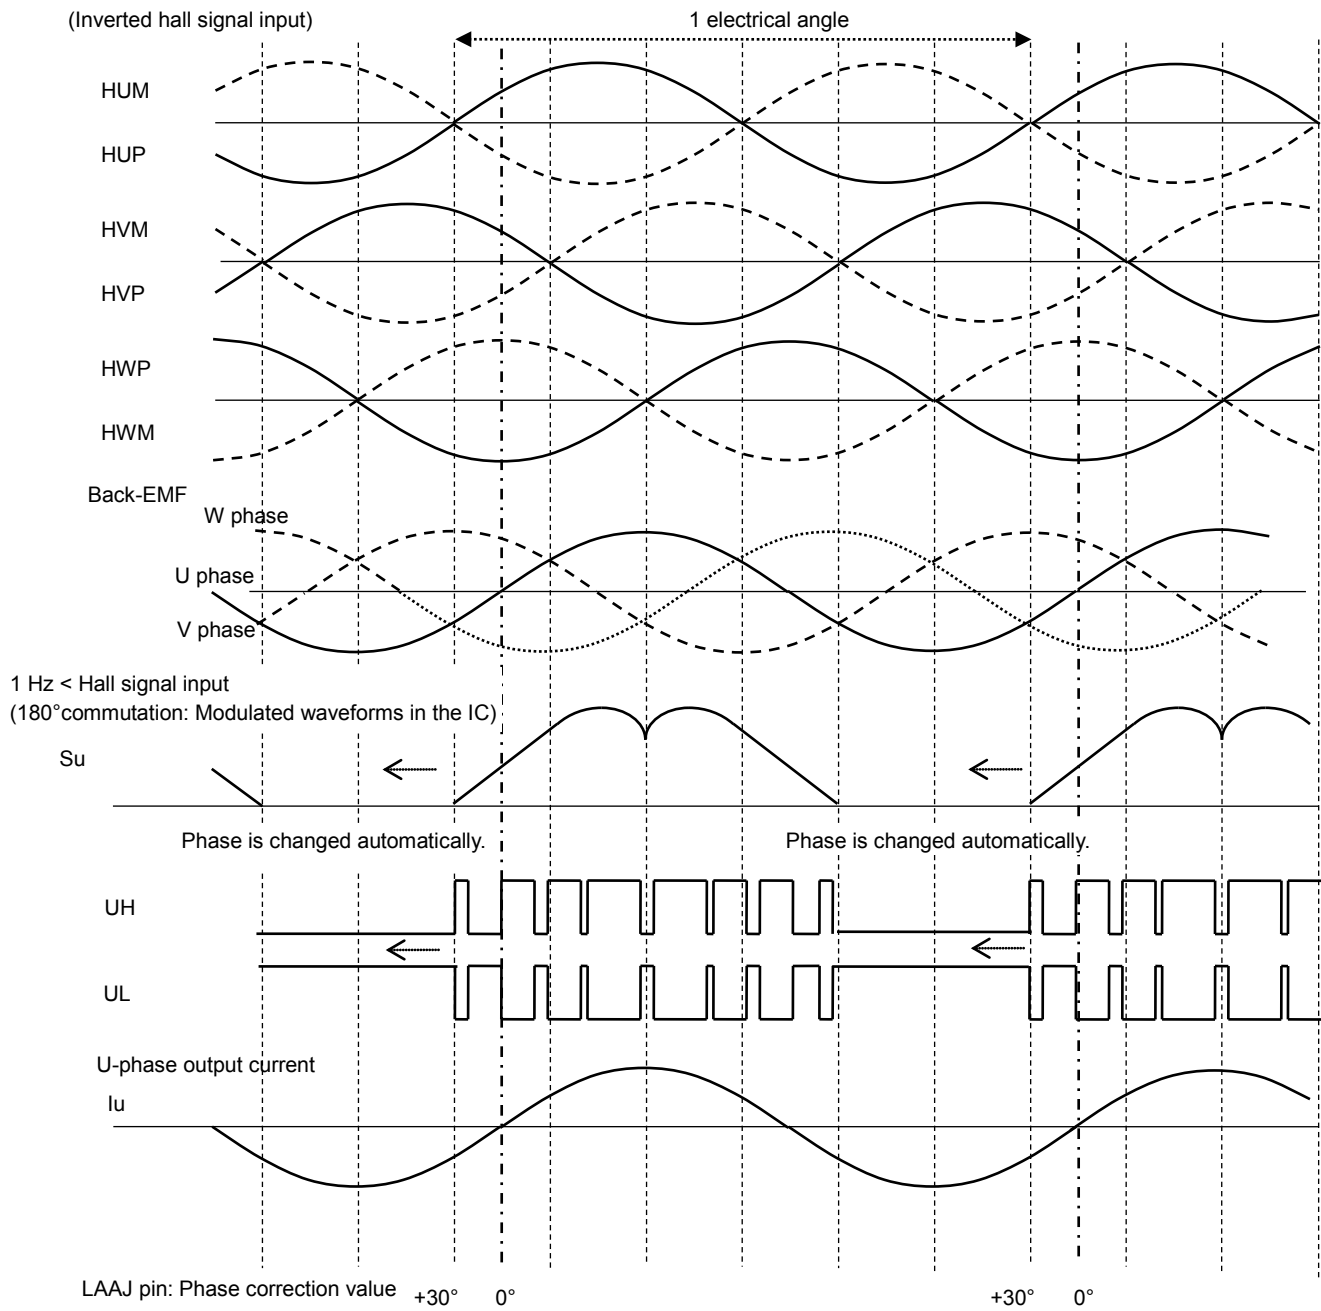 (Inverted hall signal input)
1 electrical angle
HUM
HUP
HVM
HVP
HWP
HWM
Back-EMF
W phase
U phase
V phase
1 Hz < Hall signal input
(180°commutation: Modulated waveforms in the IC)
Su
Phase is changed automatically.
Phase is changed automatically.
UH
UL
U-phase output current
Iu
LAAJ pin: Phase correction value
+30°
0°
+30°
0°